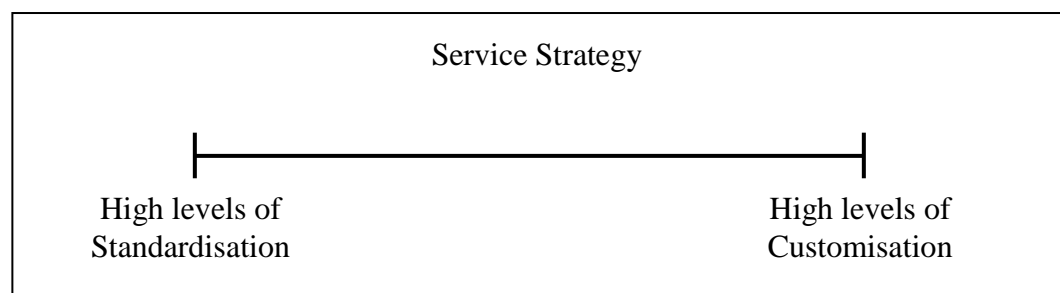 Service Strategy
High levels of
Standardisation
High levels of
Customisation